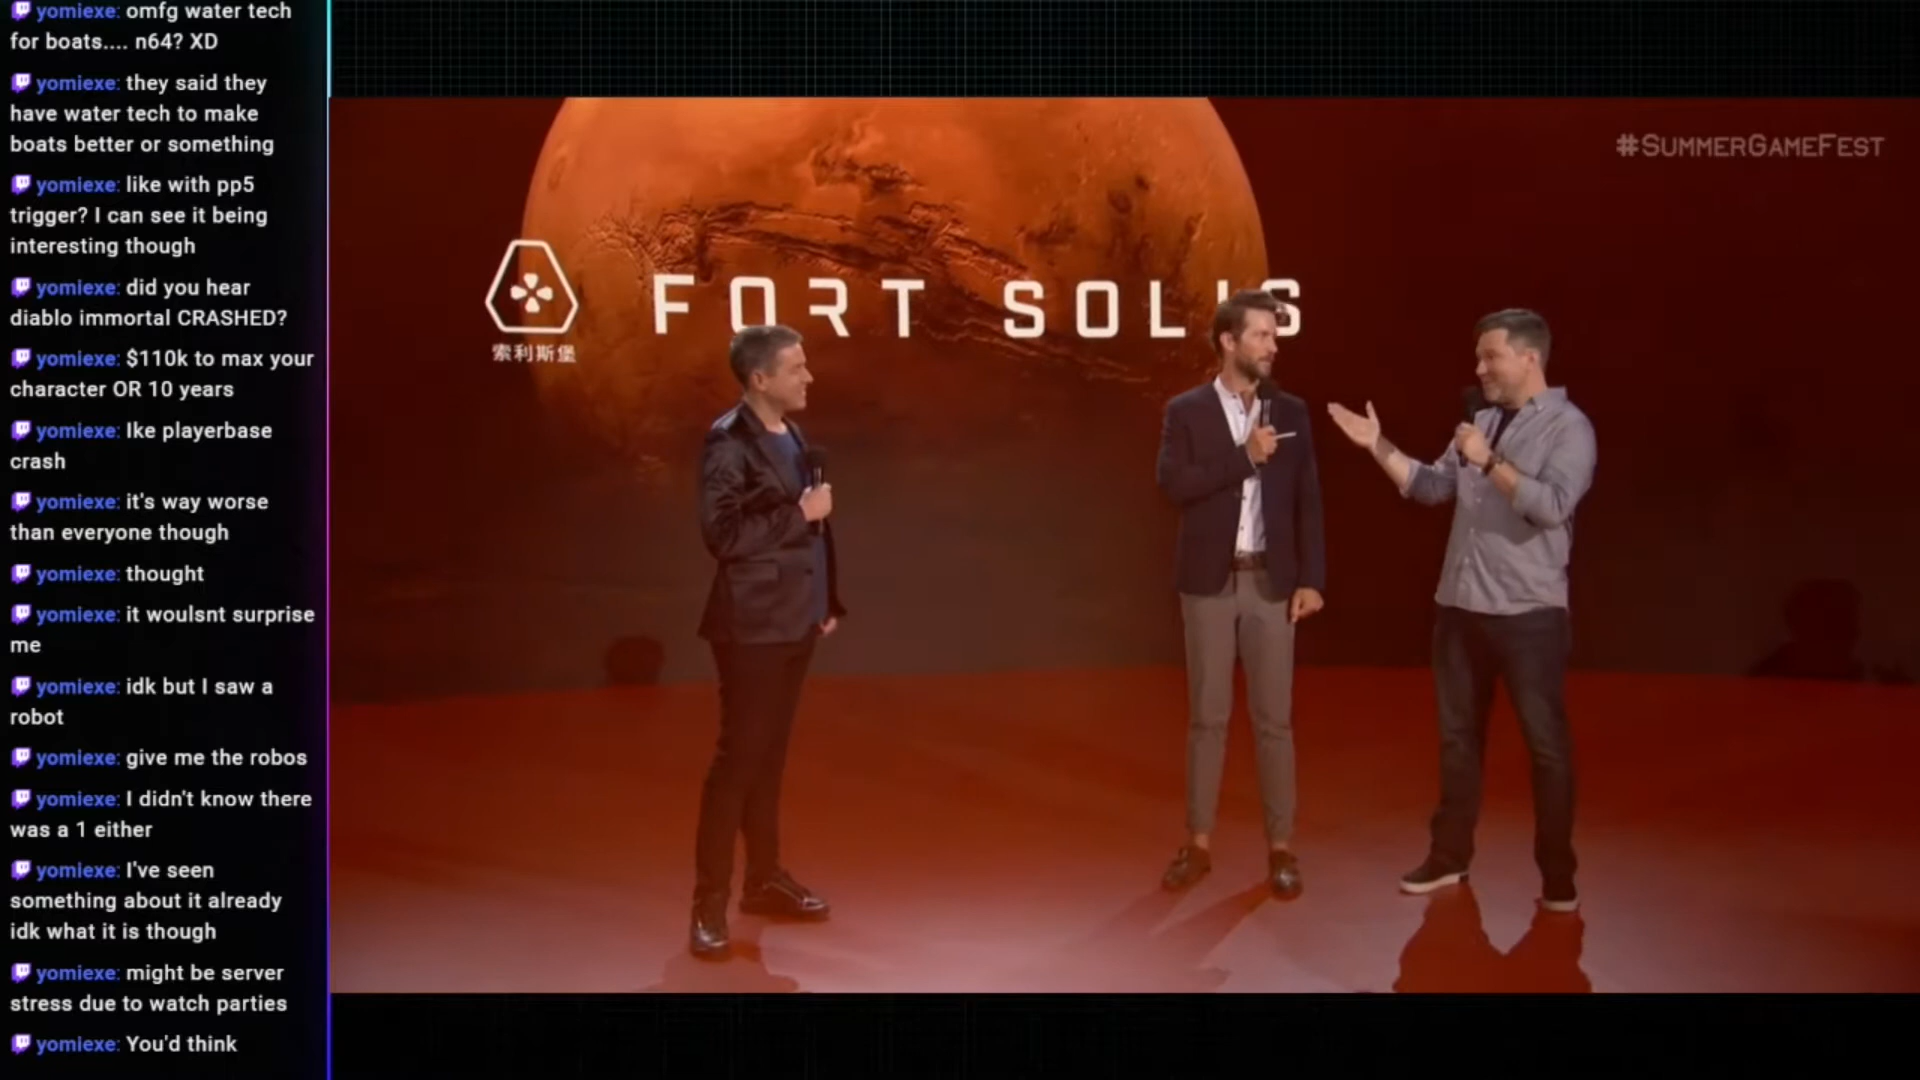 yomiexe: omfg water tech
for boats.... n64? XD
yomiexe: they said they
have water tech to make
boats better or something
yomiexe: like with pp5
trigger? I can see it being
interesting though
yomiexe: did you hear
diablo immortal CRASHED?
yomiexe: $110k to max your
character OR 10 years
yomiexe: lke playerbase
crash
yomiexe: it's way worse
than everyone though
yomiexe: thought
yomiexe: it woulsnt surprise
me
yomiexe: idk but I saw a
robot
yomiexe: give me the robos
yomiexe: I didn't know there
was a 1 either
yomiexe: I've seen
something about it already
idk what it is though
yomiexe: might be server
stress due to watch parties
yomiexe: You'd think
#SUMMERGAMEFEST
FORT SOLIS
索利斯堡